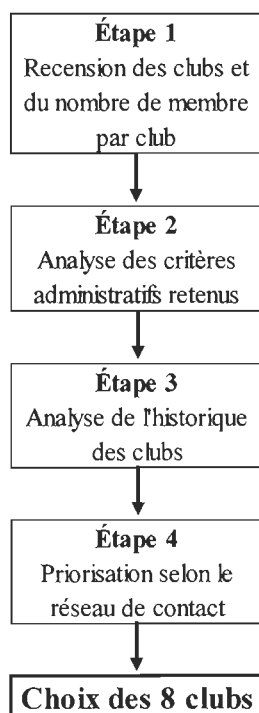 Étape 1
Recension des clubs et
du nombre de membre
par club
Étape 2
Analyse des critères
administratifs retenus
Étape 3
Analyse de l'historique
des clubs
Étape 4
Priorisation selon le
réseau de contact
Choix des 8 clubs